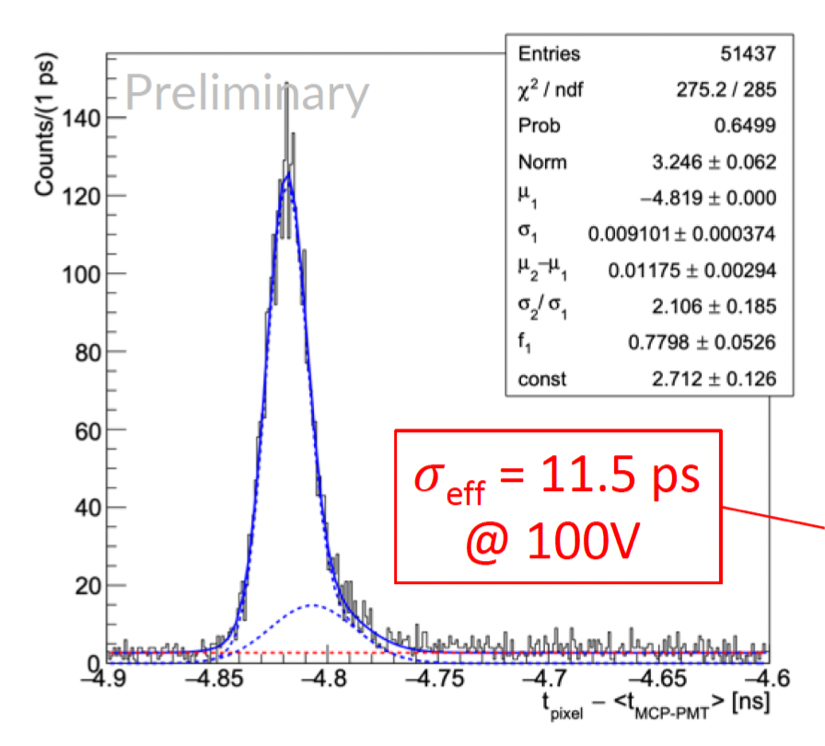 Preliminary
Counts/(1 ps)
140
120
100
80
60
40
20
0
−4.9 −4.85 −4.8 −4.75 −4.7 −4.65 −4.6
t_pixel − <t_MCP-PMT> [ns]
Entries 51437
χ² / ndf 275.2 / 285
Prob 0.6499
Norm 3.246 ± 0.062
μ₁ −4.819 ± 0.000
σ₁ 0.009101 ± 0.000374
μ₂−μ₁ 0.01175 ± 0.00294
σ₂/σ₁ 2.106 ± 0.185
f₁ 0.7798 ± 0.0526
const 2.712 ± 0.126
σ_eff = 11.5 ps
@ 100V